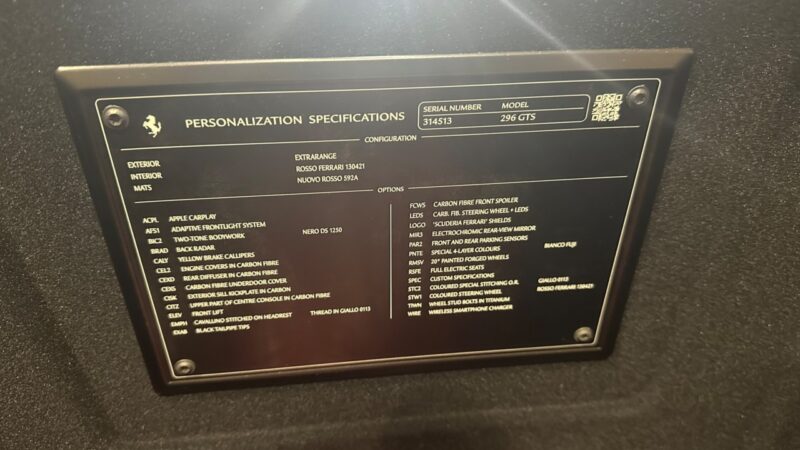 PERSONALIZATION SPECIFICATIONS
SERIAL NUMBER MODEL
314513 296 GTS
CONFIGURATION
EXTERIOR EXTRARANGE
INTERIOR ROSSO FERRARI 130421
MATS NUOVO ROSSO 592A
OPTIONS
ACPL APPLE CARPLAY
AFS1 ADAPTIVE FRONTLIGHT SYSTEM
BIC2 TWO-TONE BODYWORK NERO DS 1250
BRAD BACK RADAR
CALY YELLOW BRAKE CALLIPERS
CEL2 ENGINE COVERS IN CARBON FIBRE
CEXD REAR DIFFUSER IN CARBON FIBRE
CEXS CARBON FIBRE UNDERDOOR COVER
CISK EXTERIOR SILL KICKPLATE IN CARBON
CITZ UPPER PART OF CENTRE CONSOLE IN CARBON FIBRE
ELEV FRONT LIFT
EMPH CAVALLINO STITCHED ON HEADREST THREAD IN GIALLO 0113
EXAB BLACK TAILPIPE TIPS
FCWS CARBON FIBRE FRONT SPOILER
LEDS CARB. FIB. STEERING WHEEL + LEDS
LOGO "SCUDERIA FERRARI" SHIELDS
MIR3 ELECTROCHROMIC REAR-VIEW MIRROR
PAR2 FRONT AND REAR PARKING SENSORS
PNTE SPECIAL 4-LAYER COLOURS BIANCO FUJI
RMSV 20" PAINTED FORGED WHEELS
RSFE FULL ELECTRIC SEATS
SPEC CUSTOM SPECIFICATIONS
STC2 COLOURED SPECIAL STITCHING O.R. GIALLO 0113
STW1 COLOURED STEERING WHEEL ROSSO FERRARI 130421
TIWN WHEEL STUD BOLTS IN TITANIUM
WIRE WIRELESS SMARTPHONE CHARGER